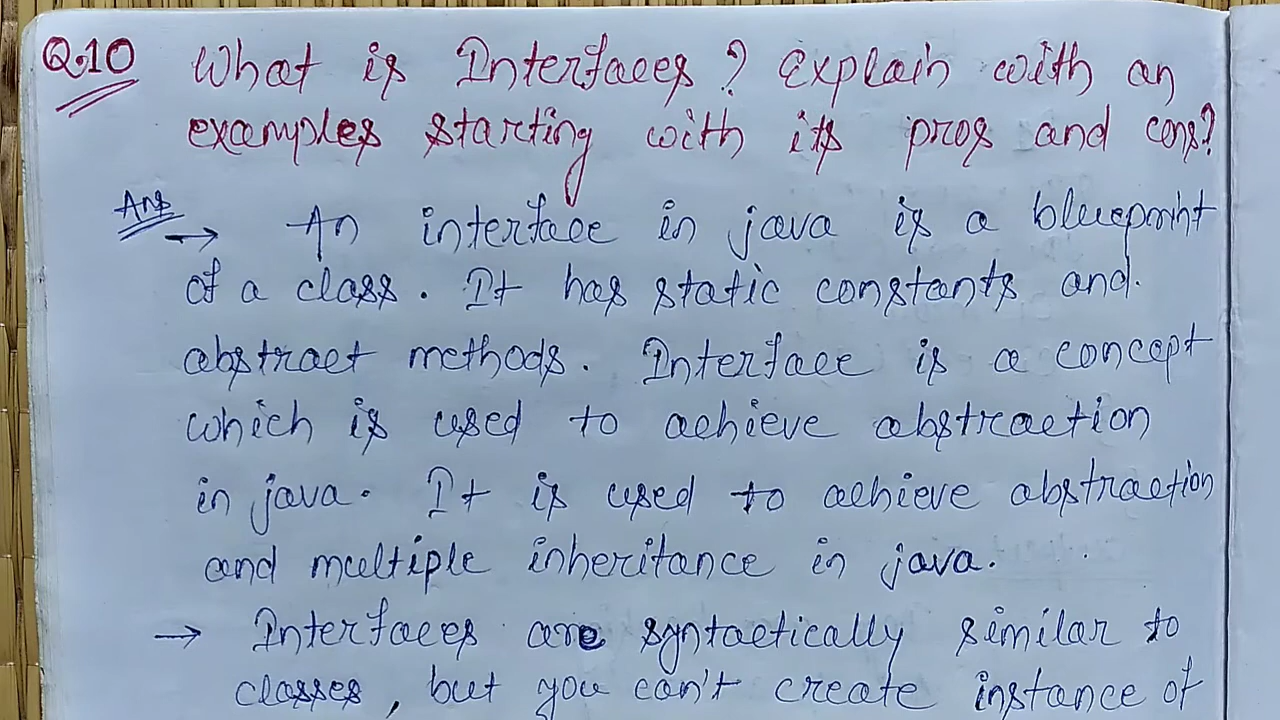 Q.10 What is Interfaces? Explain with an
examples starting with its pros and cons?
Ans → An interface in java is a blueprint
of a class. It has static constants and
abstract methods. Interface is a concept
which is used to achieve abstraction
in java. It is used to achieve abstraction
and multiple inheritance in java.
→ Interfaces are syntactically similar to
classes, but you can't create instance of